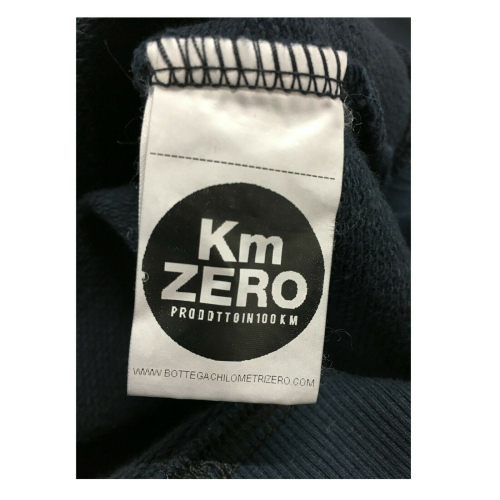 Km
ZERO
PRODOTTO IN 100 KM
WWW.BOTTEGACHILOMETRIZERO.COM